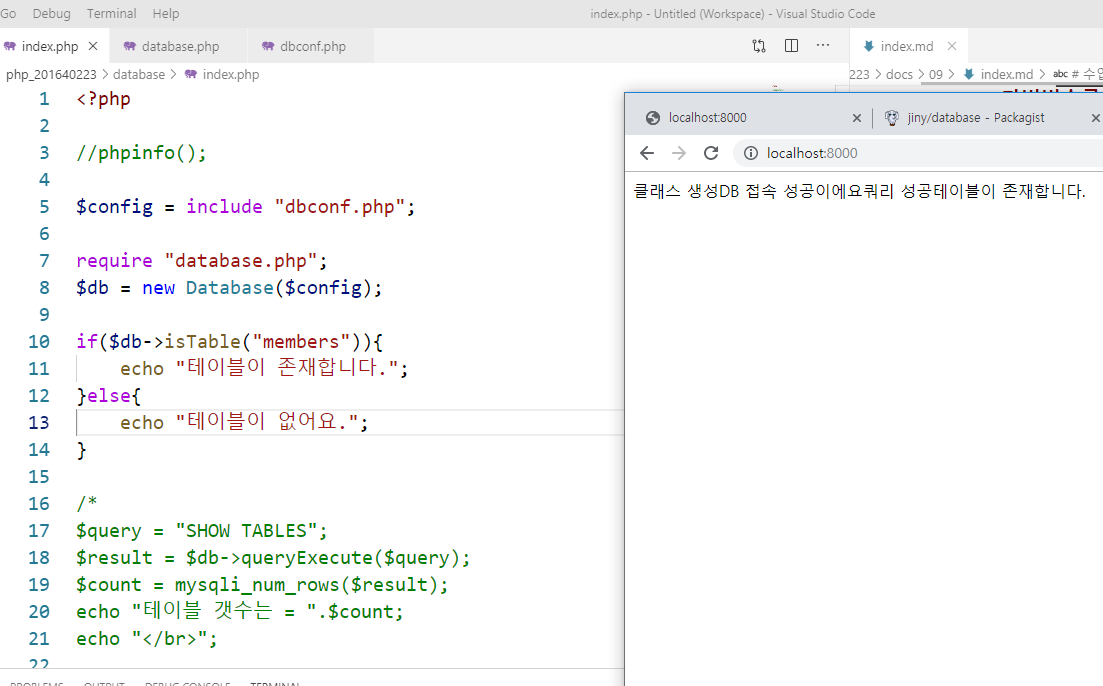 Go Debug Terminal Help
index.php - Untitled (Workspace) - Visual Studio Code
index.php
database.php
dbconf.php
index.md
php_201640223 > database > index.php
223 > docs > 09 > index.md > abc # 수업
1 <?php
2
3 //phpinfo();
4
5 $config = include "dbconf.php";
6
7 require "database.php";
8 $db = new Database($config);
9
10 if($db->isTable("members")){
11 echo "테이블이 존재합니다.";
12 }else{
13 echo "테이블이 없어요.";
14 }
15
16 /*
17 $query = "SHOW TABLES";
18 $result = $db->queryExecute($query);
19 $count = mysqli_num_rows($result);
20 echo "테이블 갯수는 = ".$count;
21 echo "</br>";
22
PROBLEMS OUTPUT DEBUG CONSOLE TERMINAL
localhost:8000
jiny/database - Packagist
localhost:8000
클래스 생성DB 접속 성공이에요쿼리 성공테이블이 존재합니다.